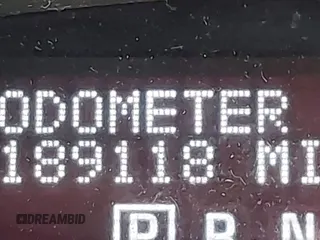 ODOMETER
189118 MI
DREAMBID
P R N